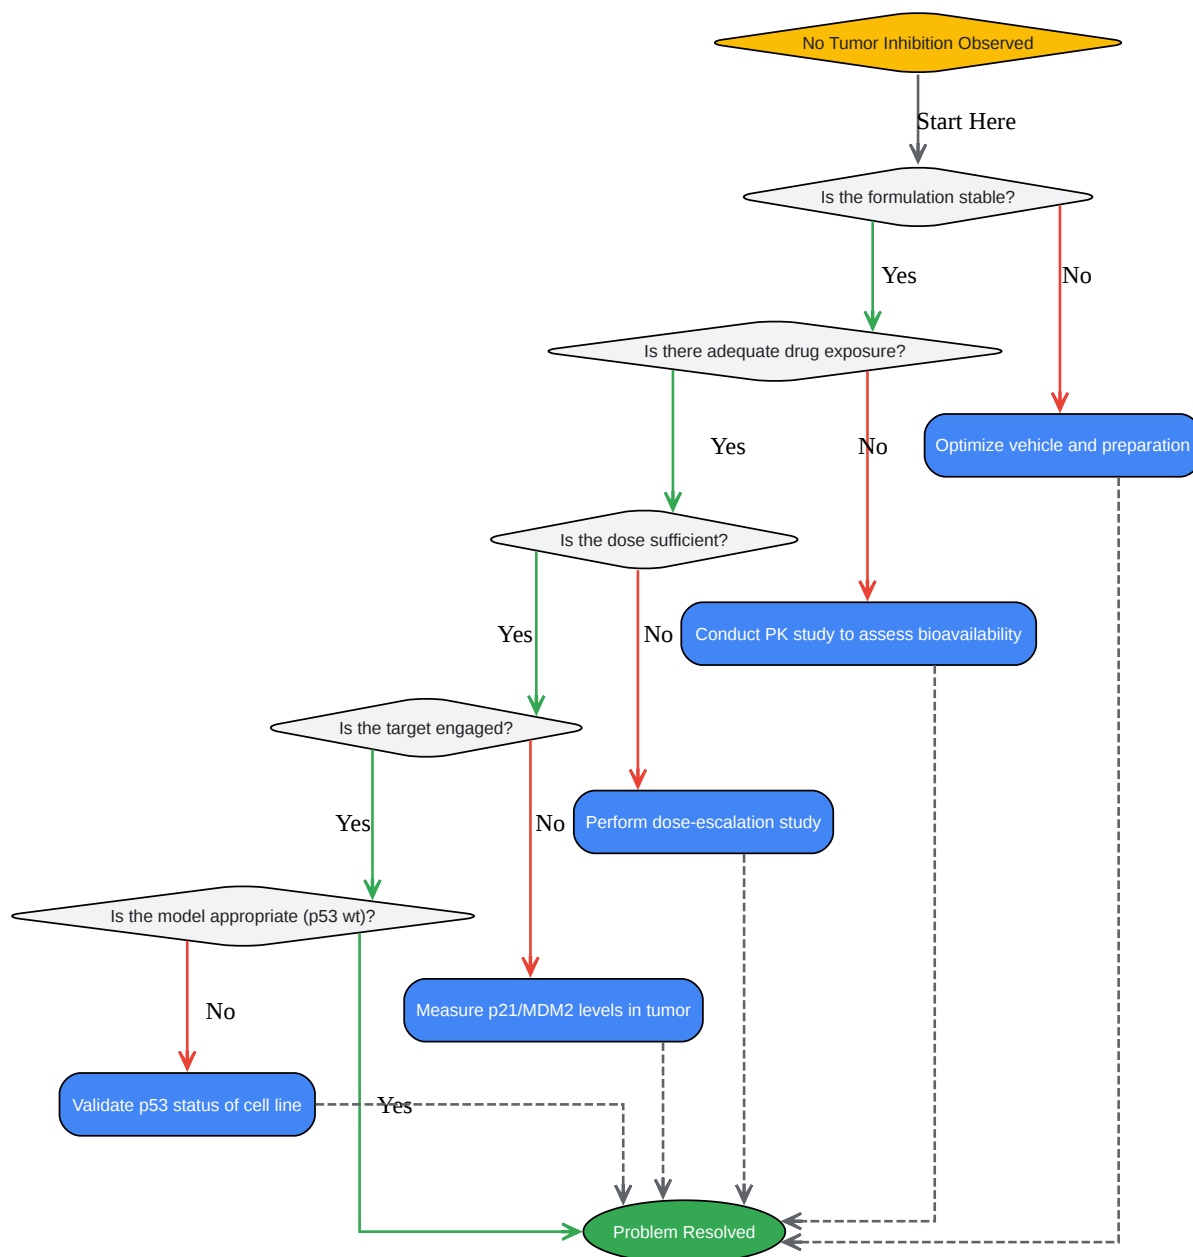 No Tumor Inhibition Observed
Start Here
Is the formulation stable?
Yes
No
Is there adequate drug exposure?
Yes
No
Optimize vehicle and preparation
Is the dose sufficient?
Yes
No
Conduct PK study to assess bioavailability
Is the target engaged?
Yes
No
Perform dose-escalation study
Is the model appropriate (p53 wt)?
No
Measure p21/MDM2 levels in tumor
Validate p53 status of cell line
Yes
Problem Resolved